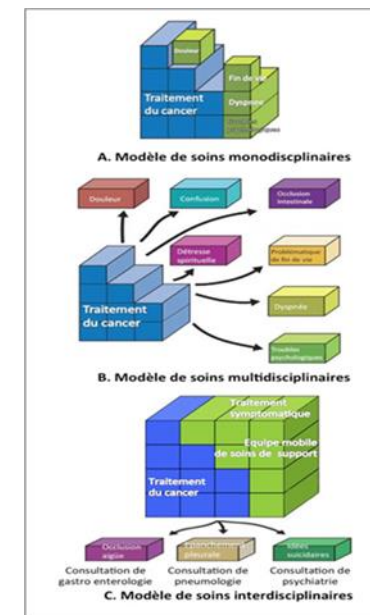 Douleur
Fin de vie
Traitement
du cancer
Dyspnée
psychologiques
A. Modèle de soins monodiscplinaires
Douleur
Confusion
Occlusion
intestinale
Détresse
spirituelle
Problématique
de fin de vie
Traitement
du cancer
Dyspnée
Troubles
psychologiques
B. Modèle de soins multidisciplinaires
Traitement
symptomatique
Equipe mobile
de soins de support
Traitement
du cancer
Occlusion
aigüe
Epanchement
pleurale
Idées
suicidaires
Consultation de
gastro enterologie
Consultation de
pneumologie
Consultation de
psychiatrie
C. Modèle de soins interdisciplinaires